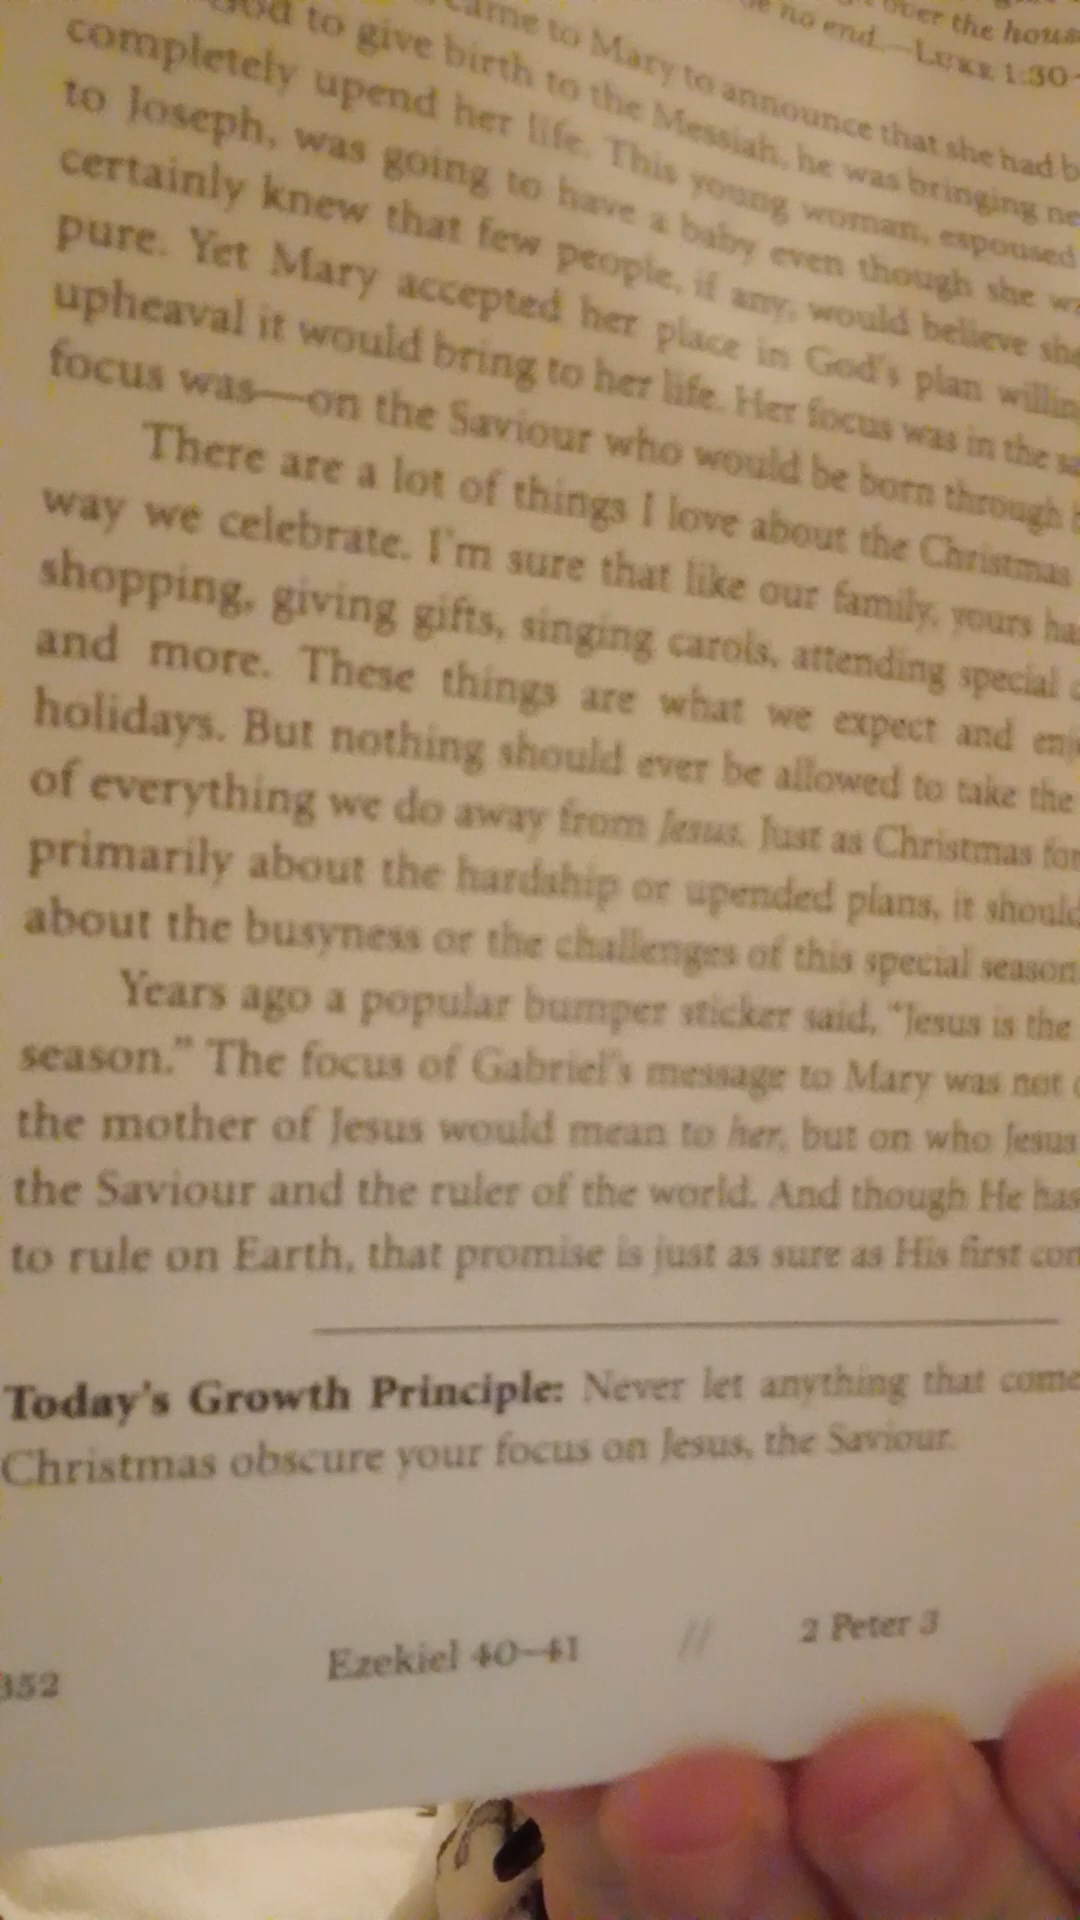 over the house
no end.—LUKE 1:30-
came to Mary to announce that she had b
God to give birth to the Messiah, he was bringing ne
completely upend her life. This young woman, espoused
to Joseph, was going to have a baby even though she wa
certainly knew that few people, if any, would believe she
pure. Yet Mary accepted her place in God's plan willin
upheaval it would bring to her life. Her focus was in the sa
focus was—on the Saviour who would be born through h
There are a lot of things I love about the Christmas
way we celebrate. I'm sure that like our family, yours ha
shopping, giving gifts, singing carols, attending special
and more. These things are what we expect and enj
holidays. But nothing should ever be allowed to take the
of everything we do away from Jesus. Just as Christmas for
primarily about the hardship or upended plans, it should
about the busyness or the challenges of this special season
Years ago a popular bumper sticker said, "Jesus is the
season." The focus of Gabriel's message to Mary was not
the mother of Jesus would mean to her, but on who Jesus
the Saviour and the ruler of the world. And though He has
to rule on Earth, that promise is just as sure as His first com
Today's Growth Principle: Never let anything that come
Christmas obscure your focus on Jesus, the Saviour.
352 Ezekiel 40–41 // 2 Peter 3